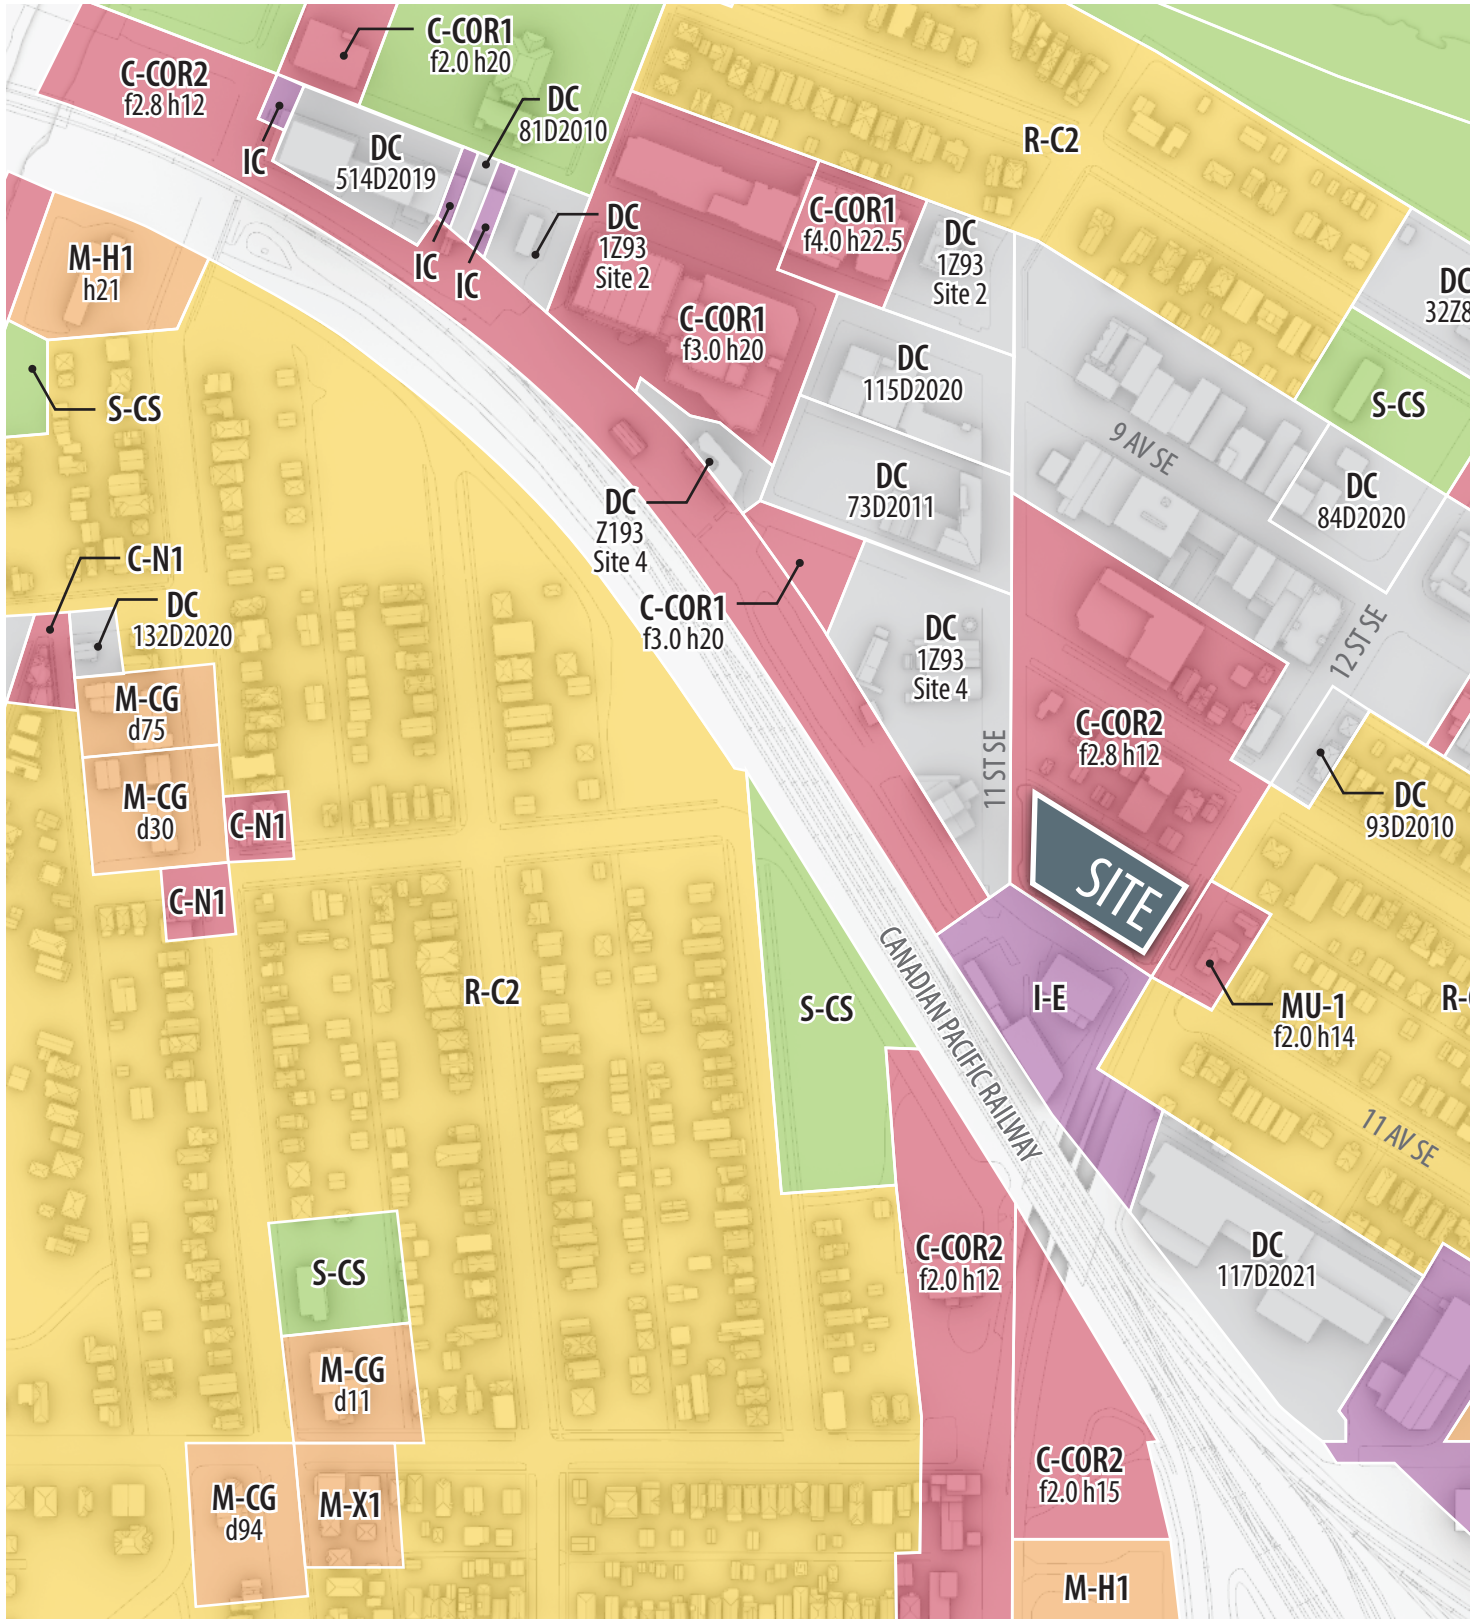 C-COR1
f2.0 h20
C-COR2
f2.8 h12
DC
81D2010
IC
DC
514D2019
R-C2
C-COR1
f4.0 h22.5
DC
1Z93
Site 2
DC
1Z93
Site 2
M-H1
h21
IC
IC
DC
32Z8
C-COR1
f3.0 h20
DC
115D2020
S-CS
S-CS
9 AV SE
DC
73D2011
DC
84D2020
DC
Z193
Site 4
C-N1
DC
132D2020
C-COR1
f3.0 h20
DC
1Z93
Site 4
12 ST SE
M-CG
d75
C-COR2
f2.8 h12
11 ST SE
M-CG
d30
C-N1
DC
93D2010
SITE
C-N1
CANADIAN PACIFIC RAILWAY
R-C2
S-CS
I-E
MU-1
f2.0 h14
R-
11 AV SE
C-COR2
f2.0 h12
DC
117D2021
S-CS
M-CG
d11
C-COR2
f2.0 h15
M-CG
d94
M-X1
M-H1